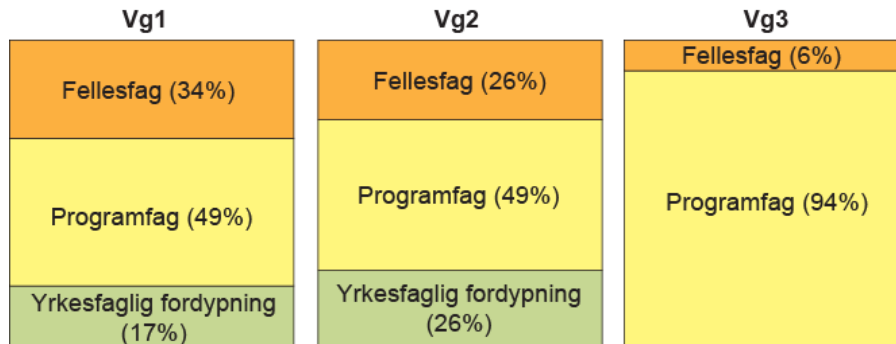 Vg1
Fellesfag (34%)
Programfag (49%)
Yrkesfaglig fordypning
(17%)
Vg2
Fellesfag (26%)
Programfag (49%)
Yrkesfaglig fordypning
(26%)
Vg3
Fellesfag (6%)
Programfag (94%)